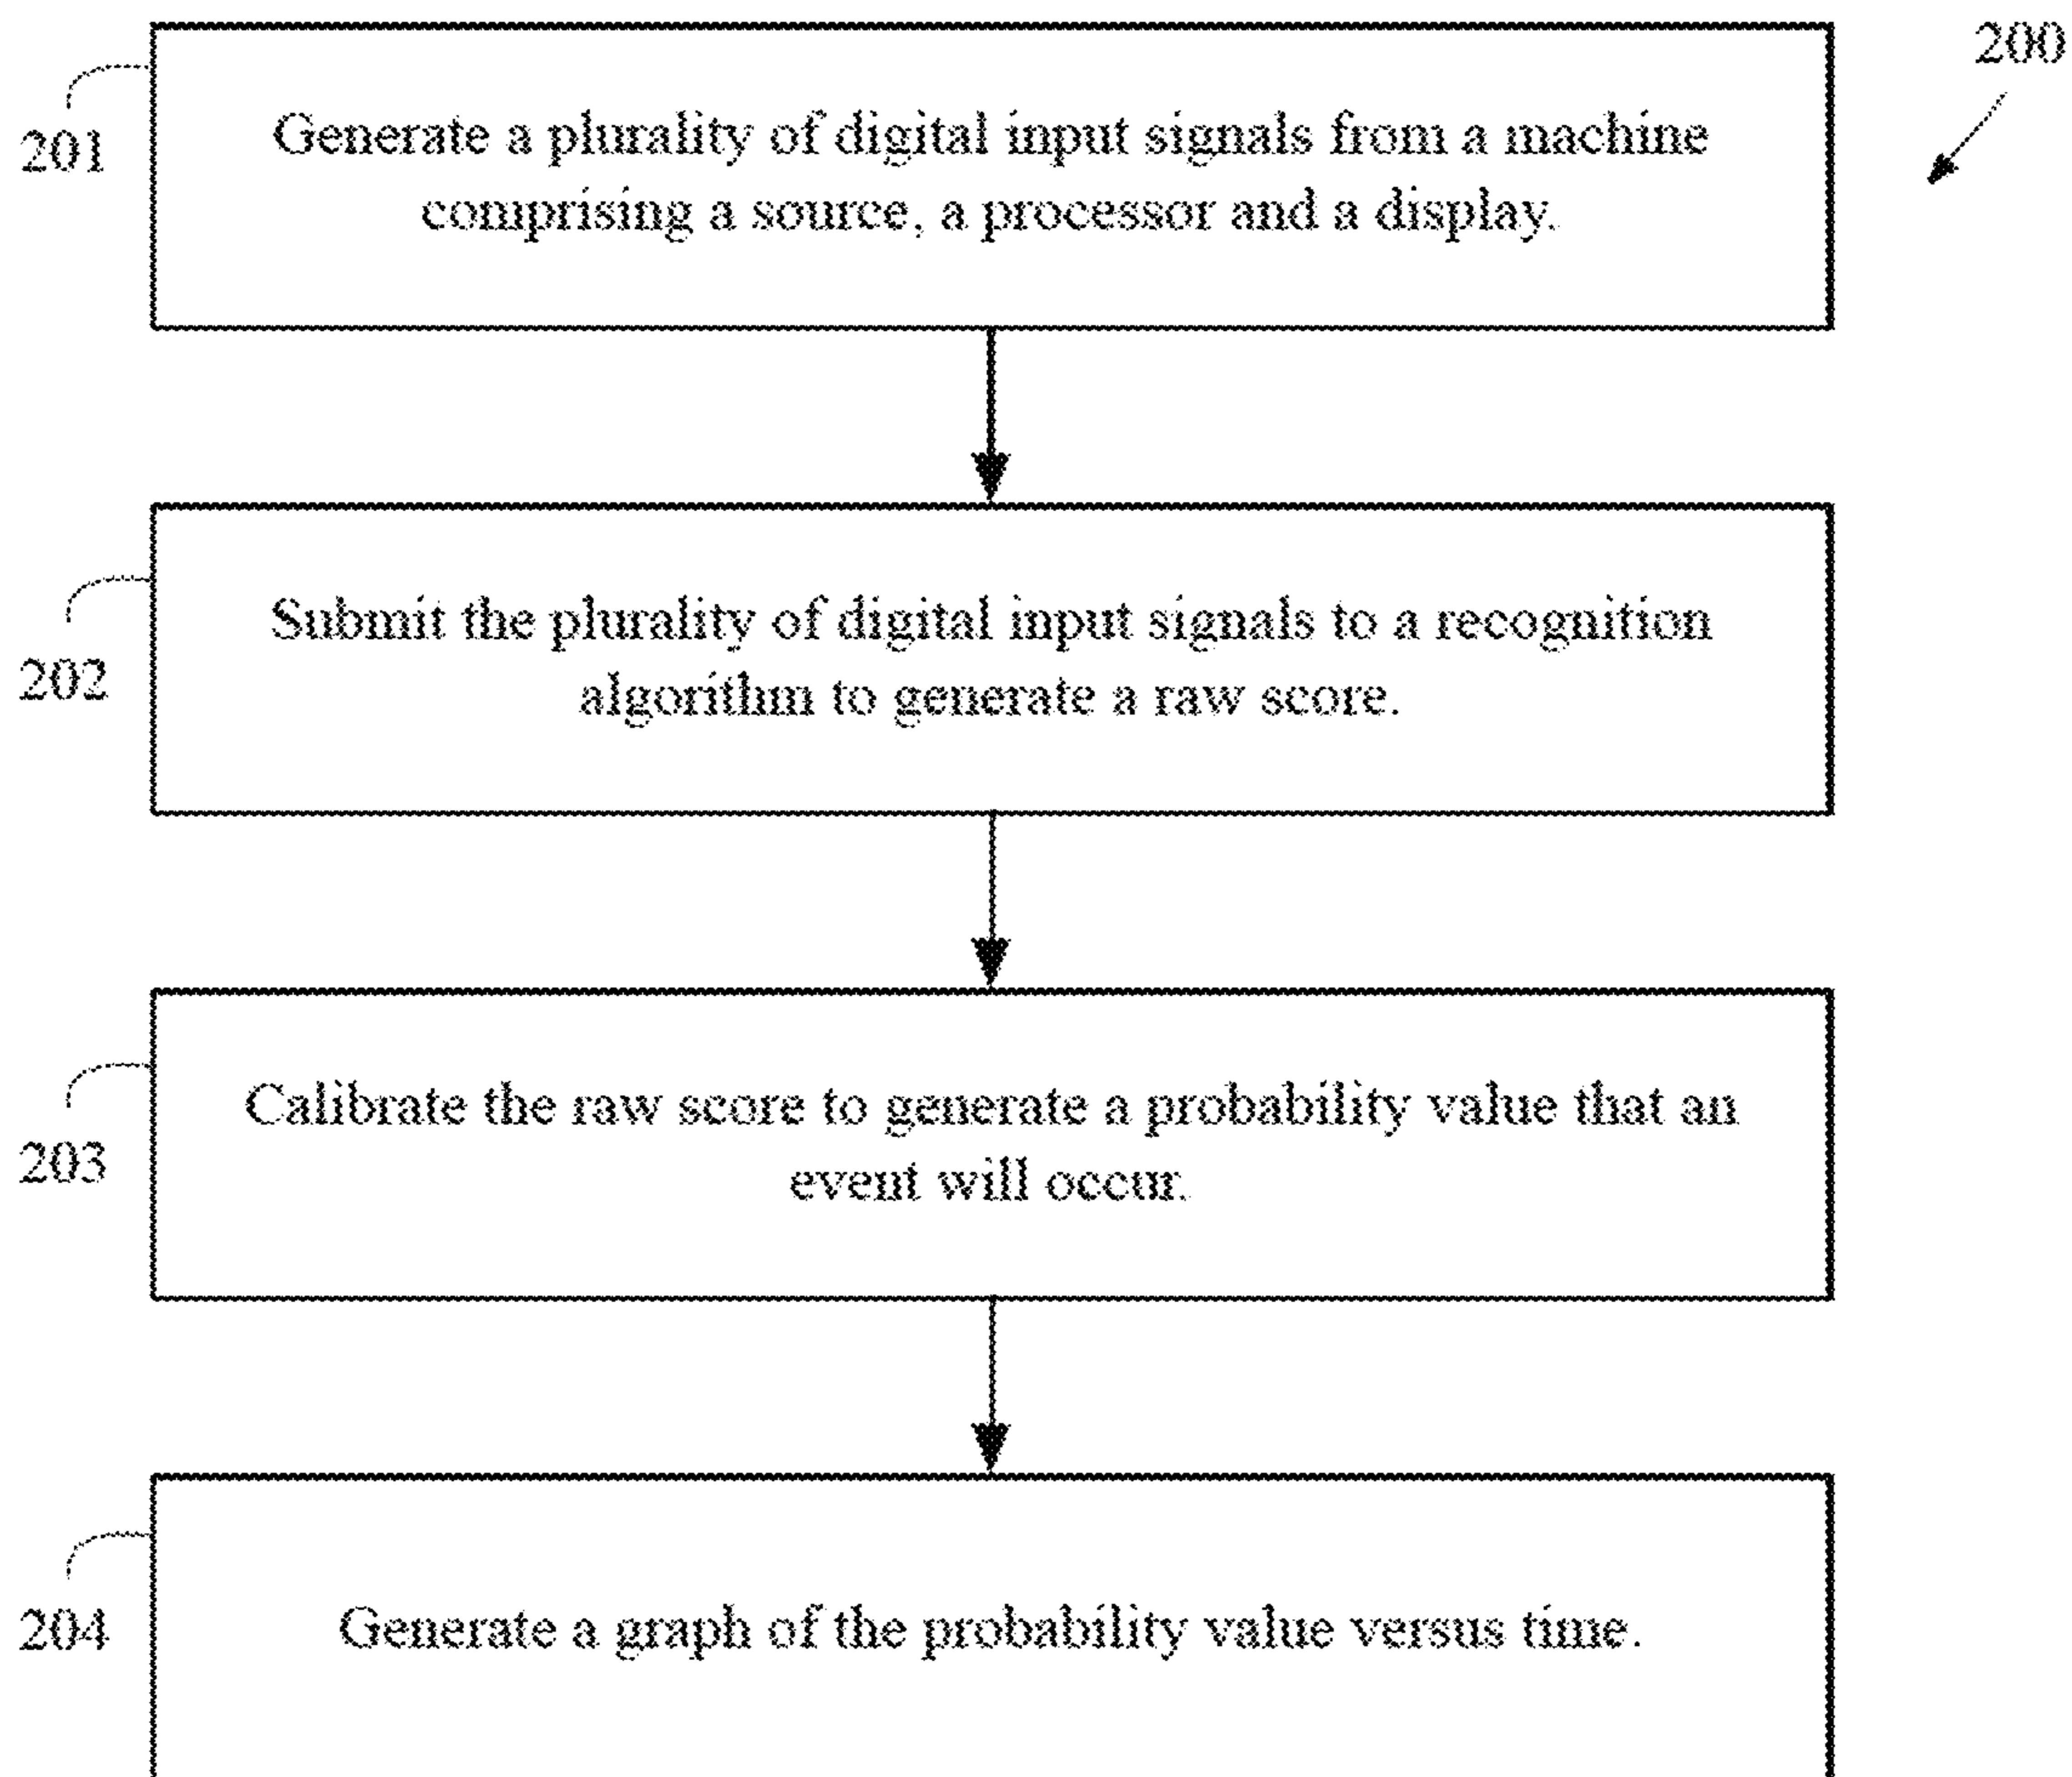 200
201
Generate a plurality of digital input signals from a machine
comprising a source, a processor and a display.
202
Submit the plurality of digital input signals to a recognition
algorithm to generate a raw score.
203
Calibrate the raw score to generate a probability value that an
event will occur.
204
Generate a graph of the probability value versus time.